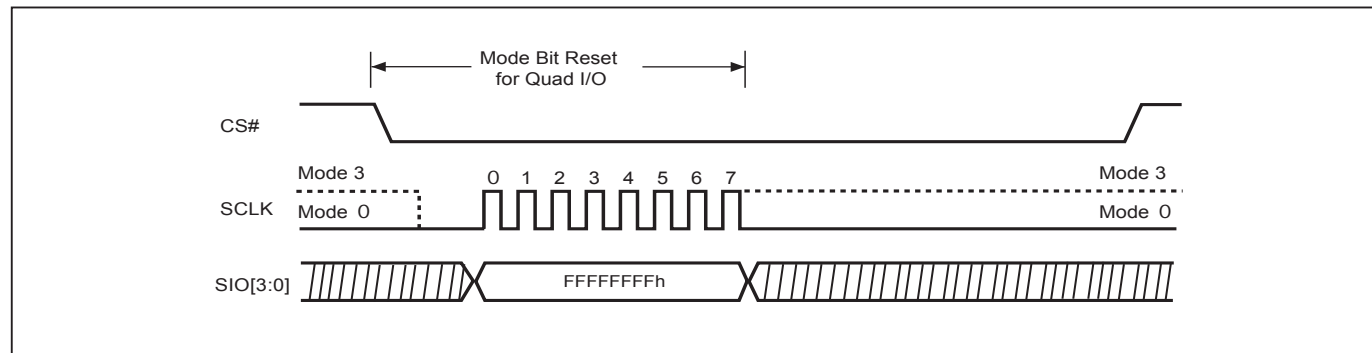 Mode Bit Reset
for Quad I/O
CS#
Mode 3
Mode 3
0 1 2 3 4 5 6 7
SCLK
Mode 0
Mode 0
SIO[3:0]
FFFFFFFFh